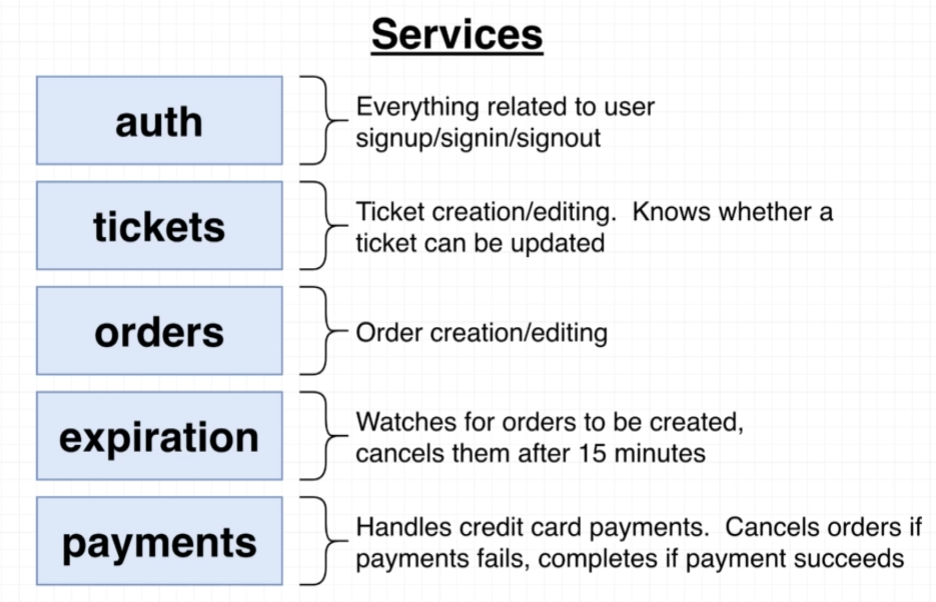 Services
auth
Everything related to user
signup/signin/signout
tickets
Ticket creation/editing.  Knows whether a
ticket can be updated
orders
Order creation/editing
expiration
Watches for orders to be created,
cancels them after 15 minutes
payments
Handles credit card payments.  Cancels orders if
payments fails, completes if payment succeeds